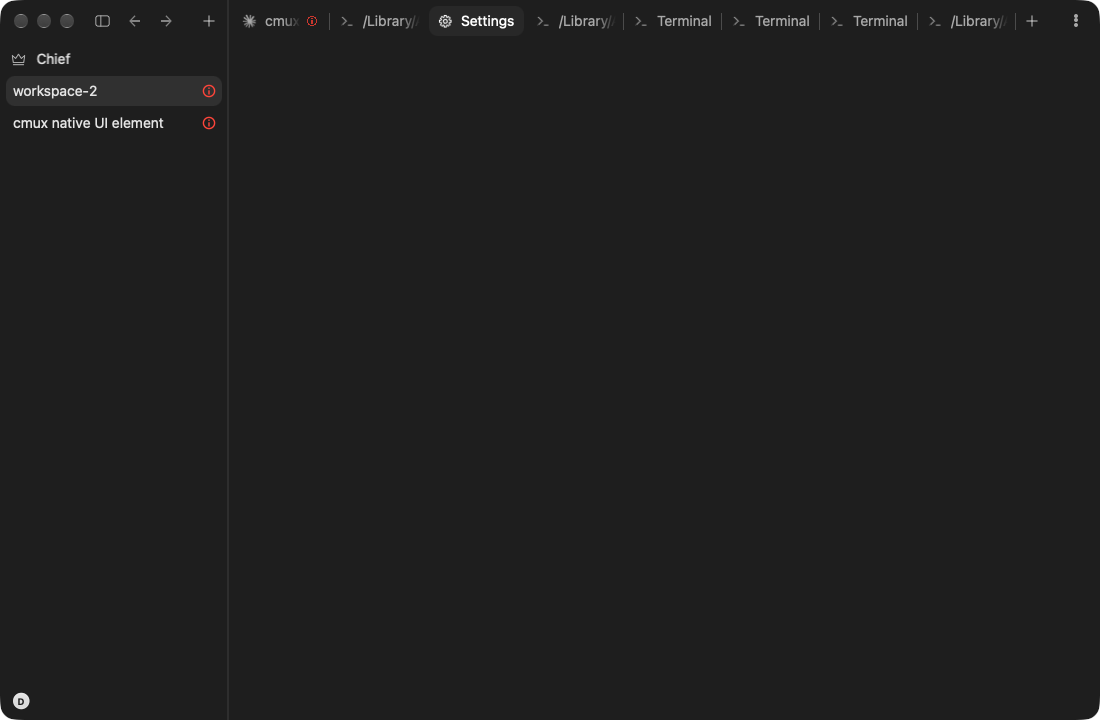 cmux
/Library/
Settings
/Library/
Terminal
Terminal
Terminal
/Library/
Chief
workspace-2
cmux native UI element
D